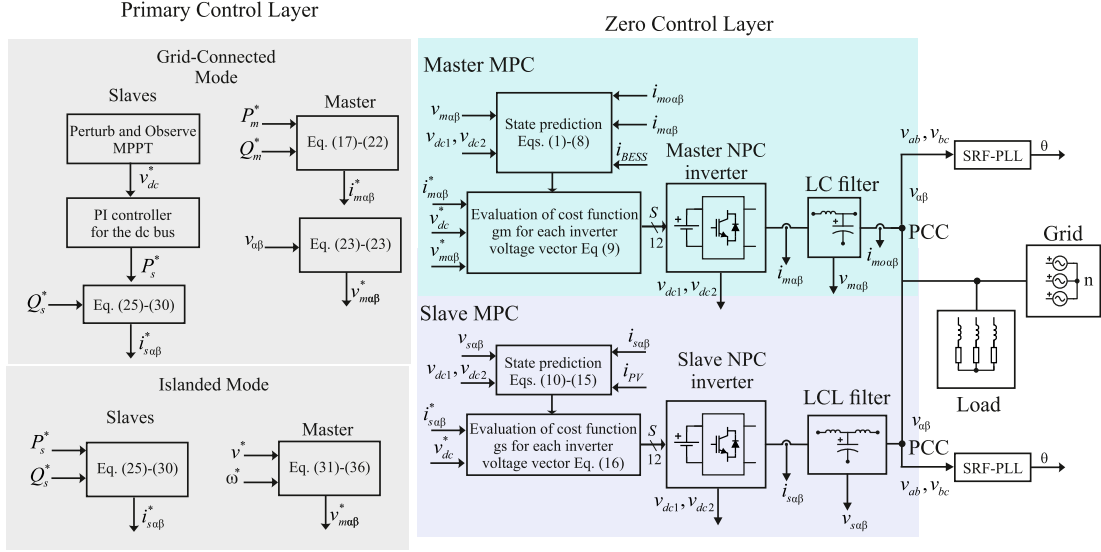 Primary Control Layer
Grid-Connected
Mode
Slaves
Perturb and Observe
MPPT
v*dc
PI controller
for the dc bus
P*s
Q*s
Eq. (25)-(30)
i*sαβ
Master
P*m
Q*m
Eq. (17)-(22)
i*mαβ
vαβ
Eq. (23)-(23)
v*mαβ
Islanded Mode
Slaves
P*s
Q*s
Eq. (25)-(30)
i*sαβ
Master
v*
ω*
Eq. (31)-(36)
v*mαβ
Zero Control Layer
Master MPC
vmαβ
vdc1, vdc2
State prediction
Eqs. (1)-(8)
imoαβ
imαβ
iBESS
i*mαβ
v*dc
v*mαβ
Evaluation of cost function
gm for each inverter
voltage vector Eq (9)
S
12
Master NPC
inverter
vdc1, vdc2
imαβ
LC filter
vmαβ
imoαβ
vab, vbc
SRF-PLL
θ
vαβ
PCC
Grid
n
Load
Slave MPC
vsαβ
vdc1, vdc2
State prediction
Eqs. (10)-(15)
isαβ
iPV
i*sαβ
v*dc
Evaluation of cost function
gs for each inverter
voltage vector Eq. (16)
S
12
Slave NPC
inverter
vdc1, vdc2
isαβ
LCL filter
vsαβ
vαβ
PCC
vab, vbc
SRF-PLL
θ